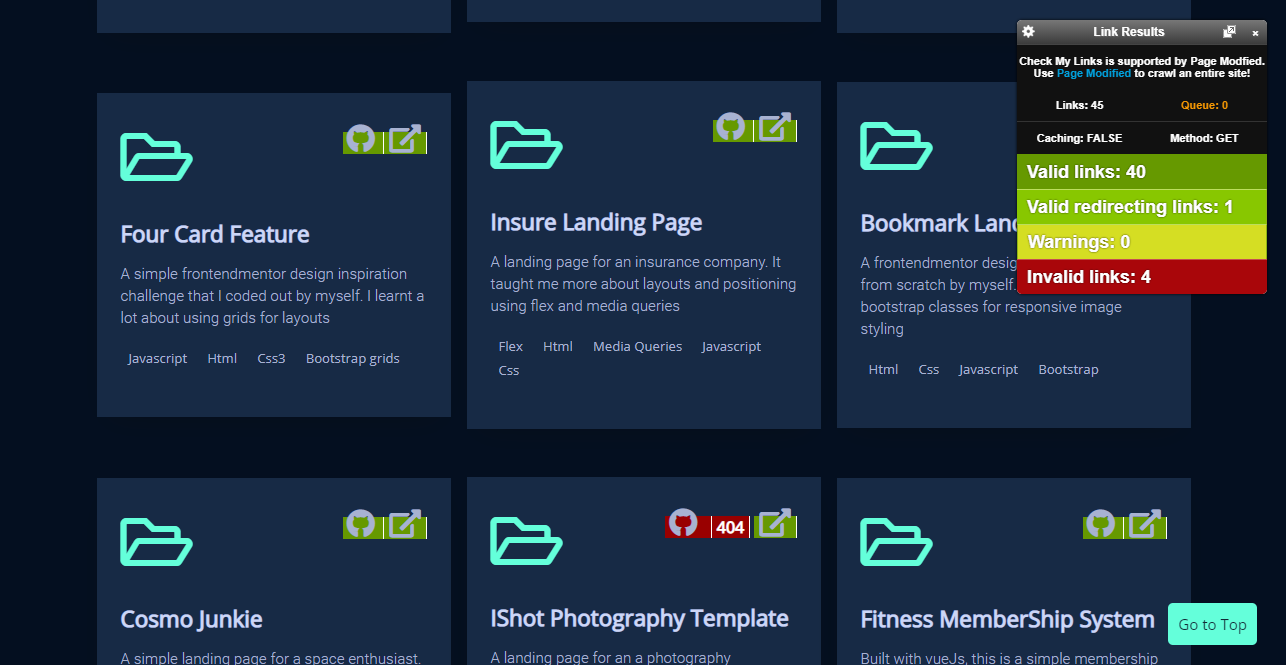 Link Results
Check My Links is supported by Page Modfied.
Use Page Modified to crawl an entire site!
Links: 45
Queue: 0
Caching: FALSE
Method: GET
Valid links: 40
Valid redirecting links: 1
Warnings: 0
Invalid links: 4
Four Card Feature
A simple frontendmentor design inspiration
challenge that I coded out by myself. I learnt a
lot about using grids for layouts
Javascript Html Css3 Bootstrap grids
Insure Landing Page
A landing page for an insurance company. It
taught me more about layouts and positioning
using flex and media queries
Flex Html Media Queries Javascript
Css
Bookmark Land
A frontendmentor desig
from scratch by myself.
bootstrap classes for responsive image
styling
Html Css Javascript Bootstrap
Cosmo Junkie
A simple landing page for a space enthusiast.
404
IShot Photography Template
A landing page for an a photography
Fitness MemberShip System
Built with vueJs, this is a simple membership
Go to Top